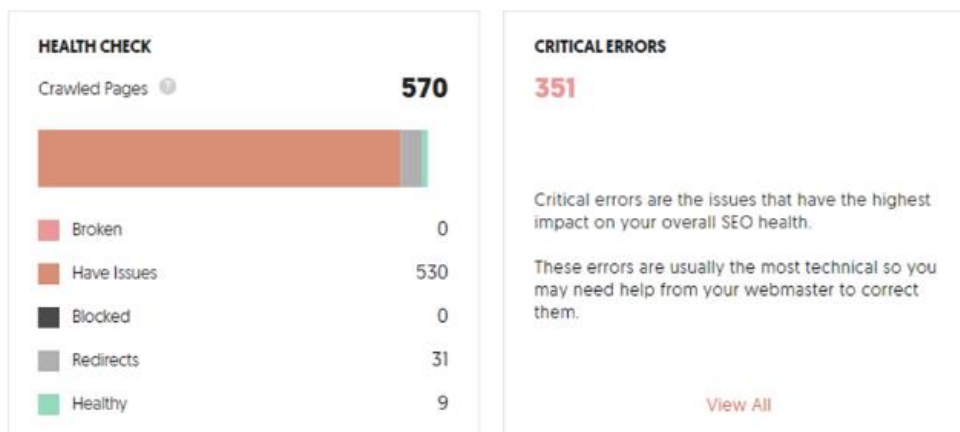 HEALTH CHECK
Crawled Pages ? 570
Broken 0
Have Issues 530
Blocked 0
Redirects 31
Healthy 9
CRITICAL ERRORS
351
Critical errors are the issues that have the highest
impact on your overall SEO health.
These errors are usually the most technical so you
may need help from your webmaster to correct
them.
View All